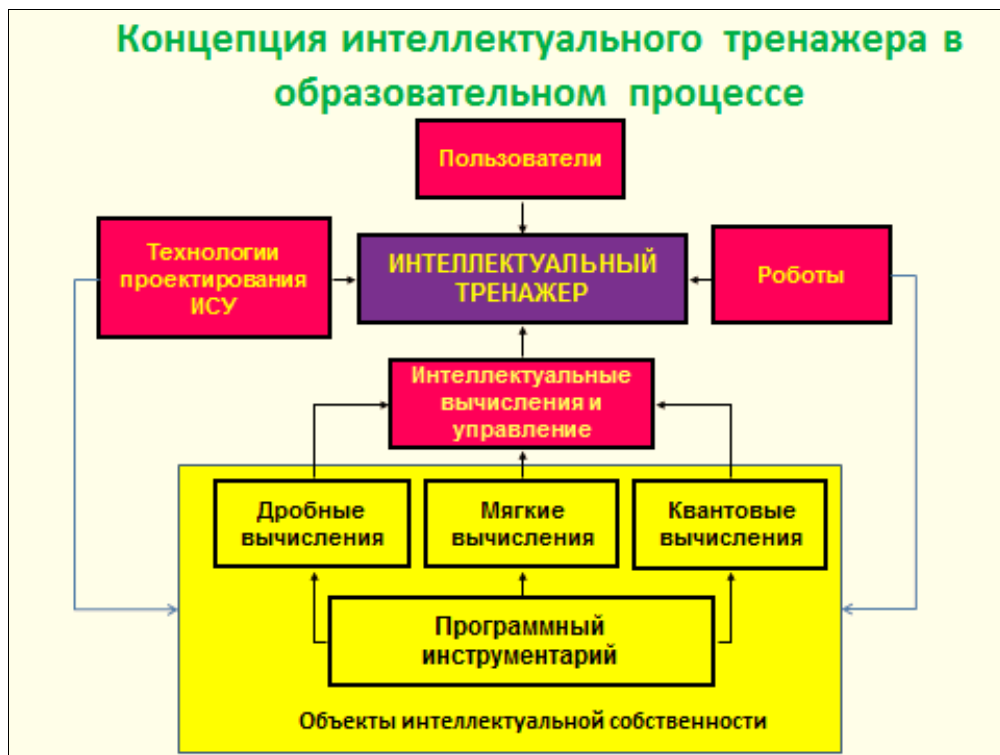 Концепция интеллектуального тренажера в
образовательном процессе
Пользователи
Технологии
проектирования
ИСУ
ИНТЕЛЛЕКТУАЛЬНЫЙ
ТРЕНАЖЕР
Роботы
Интеллектуальные
вычисления и
управление
Дробные
вычисления
Мягкие
вычисления
Квантовые
вычисления
Программный
инструментарий
Объекты интеллектуальной собственности